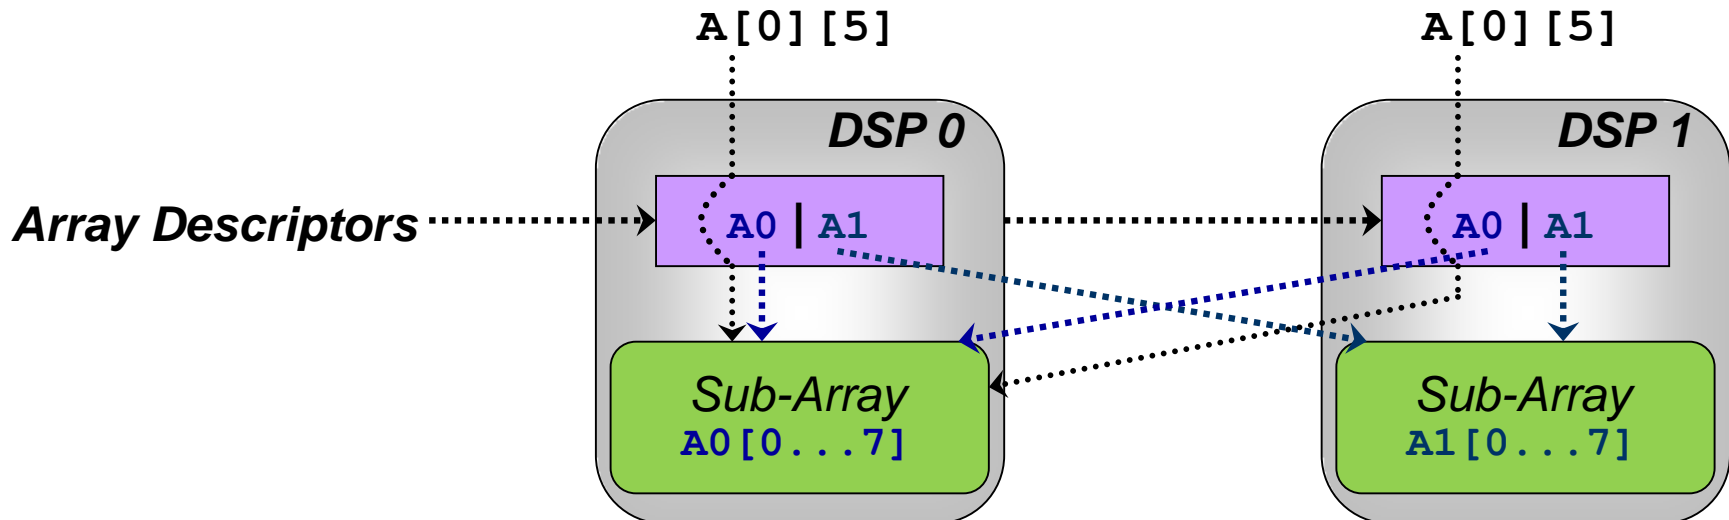 A[0][5]
A[0][5]
DSP 0
DSP 1
Array Descriptors
A0|A1
A0|A1
Sub-Array
A0[0...7]
Sub-Array
A1[0...7]